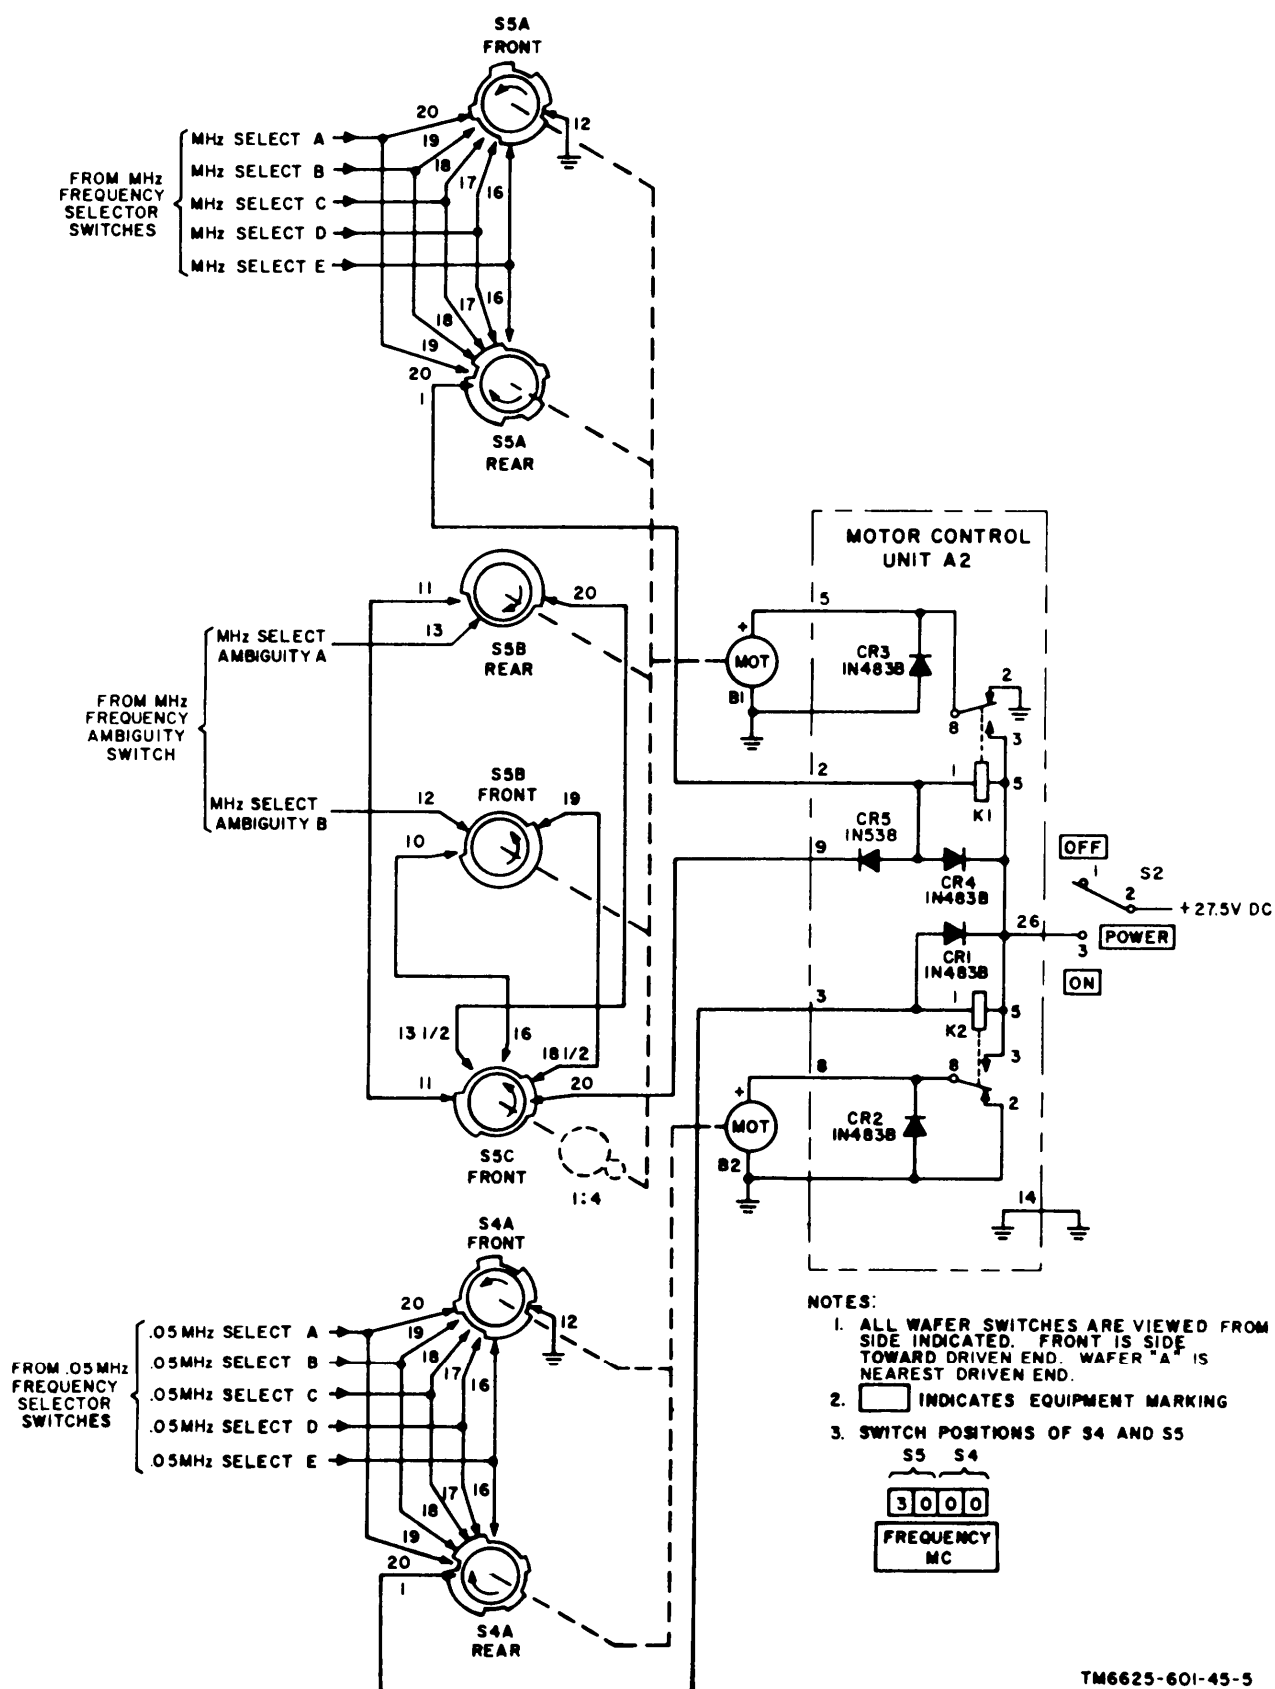 S5A
FRONT
20
12
19
18
17
16
FROM MHz
FREQUENCY
SELECTOR
SWITCHES
MHz SELECT A
MHz SELECT B
MHz SELECT C
MHz SELECT D
MHz SELECT E
16
17
18
19
20
1
S5A
REAR
MOTOR CONTROL
UNIT A2
11
20
13
S5B
REAR
MHz SELECT
AMBIGUITY A
FROM MHz
FREQUENCY
AMBIGUITY
SWITCH
MHz SELECT
AMBIGUITY B
S5B
FRONT
12
19
10
13 1/2
16
18 1/2
11
20
S5C
FRONT
1:4
5
+
MOT
B1
CR3
IN483B
2
8
3
2
1
5
K1
CR5
IN538
9
CR4
IN483B
OFF
1
S2
2
+27.5V DC
26
POWER
3
CR1
IN483B
ON
3
1
5
K2
3
8
8
+
MOT
B2
CR2
IN483B
2
14
S4A
FRONT
20
12
19
18
17
16
FROM .05MHz
FREQUENCY
SELECTOR
SWITCHES
.05MHz SELECT A
.05MHz SELECT B
.05MHz SELECT C
.05MHz SELECT D
.05MHz SELECT E
16
17
18
19
20
1
S4A
REAR
NOTES:
1. ALL WAFER SWITCHES ARE VIEWED FROM
SIDE INDICATED. FRONT IS SIDE
TOWARD DRIVEN END. WAFER "A" IS
NEAREST DRIVEN END.
2. INDICATES EQUIPMENT MARKING
3. SWITCH POSITIONS OF S4 AND S5
S5 S4
3 0 0 0
FREQUENCY
MC
TM6625-601-45-5